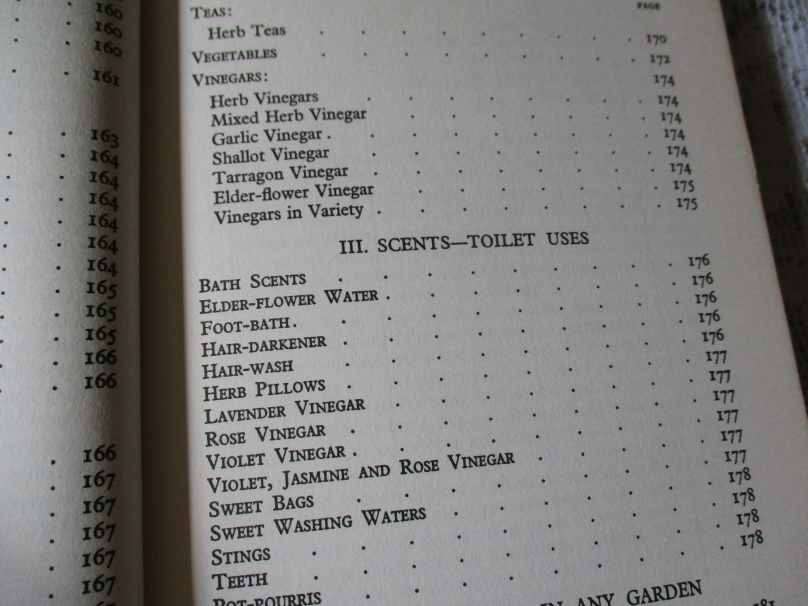 160
160
160
161
163
164
164
164
164
164
164
165
165
165
166
166
166
167
167
167
167
167
PAGE
TEAS:
Herb Teas . . . . . . . . 170
VEGETABLES . . . . . . . . 172
VINEGARS: 174
Herb Vinegars . . . . . . . 174
Mixed Herb Vinegar . . . . . . 174
Garlic Vinegar . . . . . . . 174
Shallot Vinegar . . . . . . . 174
Tarragon Vinegar . . . . . . . 174
Elder-flower Vinegar . . . . . . 175
Vinegars in Variety . . . . . . . 175
III. SCENTS—TOILET USES
BATH SCENTS . . . . . . . . 176
ELDER-FLOWER WATER . . . . . . . 176
FOOT-BATH . . . . . . . . 176
HAIR-DARKENER . . . . . . . . 176
HAIR-WASH . . . . . . . . 176
HERB PILLOWS . . . . . . . . 177
LAVENDER VINEGAR . . . . . . . 177
ROSE VINEGAR . . . . . . . . 177
VIOLET VINEGAR . . . . . . . . 177
VIOLET, JASMINE AND ROSE VINEGAR . . . . 177
SWEET BAGS . . . . . . . . 177
SWEET WASHING WATERS . . . . . . 178
STINGS . . . . . . . . . 178
TEETH . . . . . . . . . 178
POT-POURRIS . . . . . . . . 178
IN ANY GARDEN
181